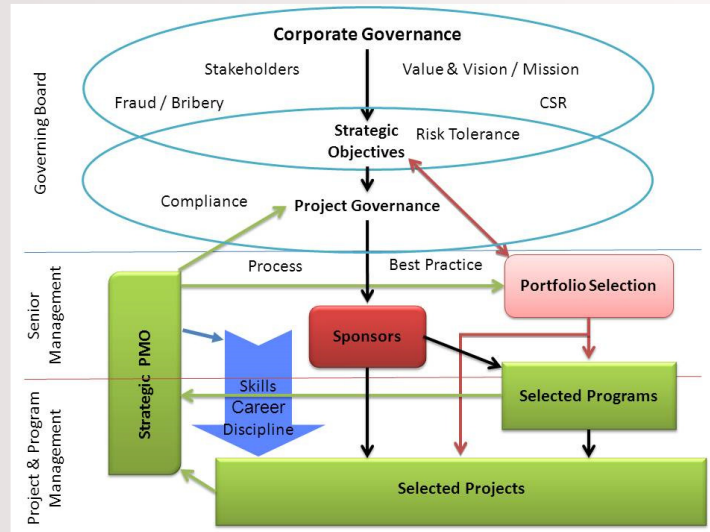 Corporate Governance
Stakeholders
Value & Vision / Mission
Fraud / Bribery
CSR
Strategic
Objectives
Risk Tolerance
Compliance
Project Governance
Governing Board
Process
Best Practice
Portfolio Selection
Senior
Management
Sponsors
Strategic PMO
Skills
Career
Discipline
Selected Programs
Project & Program
Management
Selected Projects